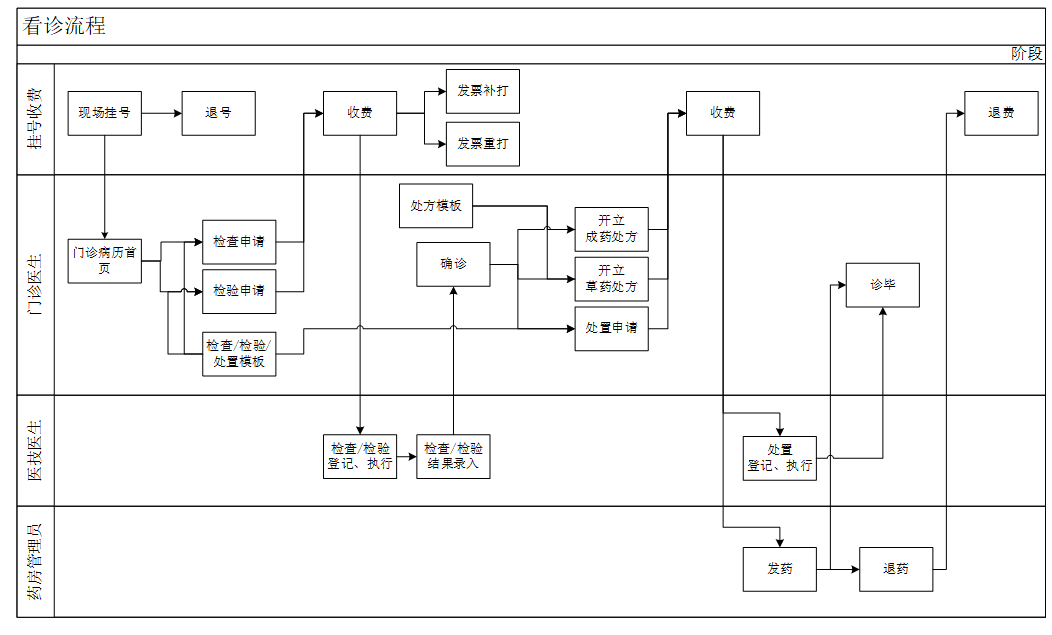 看诊流程
阶段
挂号收费
现场挂号
退号
收费
发票补打
发票重打
收费
退费
门诊医生
门诊病历首
页
检查申请
检验申请
检查/检验/
处置模板
处方模板
确诊
开立
成药处方
开立
草药处方
处置申请
诊毕
医技医生
检查/检验
登记、执行
检查/检验
结果录入
处置
登记、执行
药房管理员
发药
退药